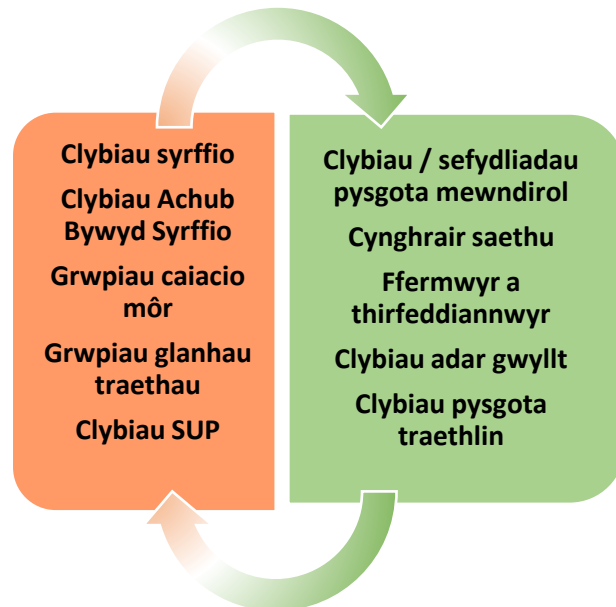 Clybiau syrffio
Clybiau Achub
Bywyd Syrffio
Grwpiau caiacio
môr
Grwpiau glanhau
traethau
Clybiau SUP
Clybiau / sefydliadau
pysgota mewndirol
Cynghrair saethu
Ffermwyr a
thirfeddiannwyr
Clybiau adar gwyllt
Clybiau pysgota
traethlin